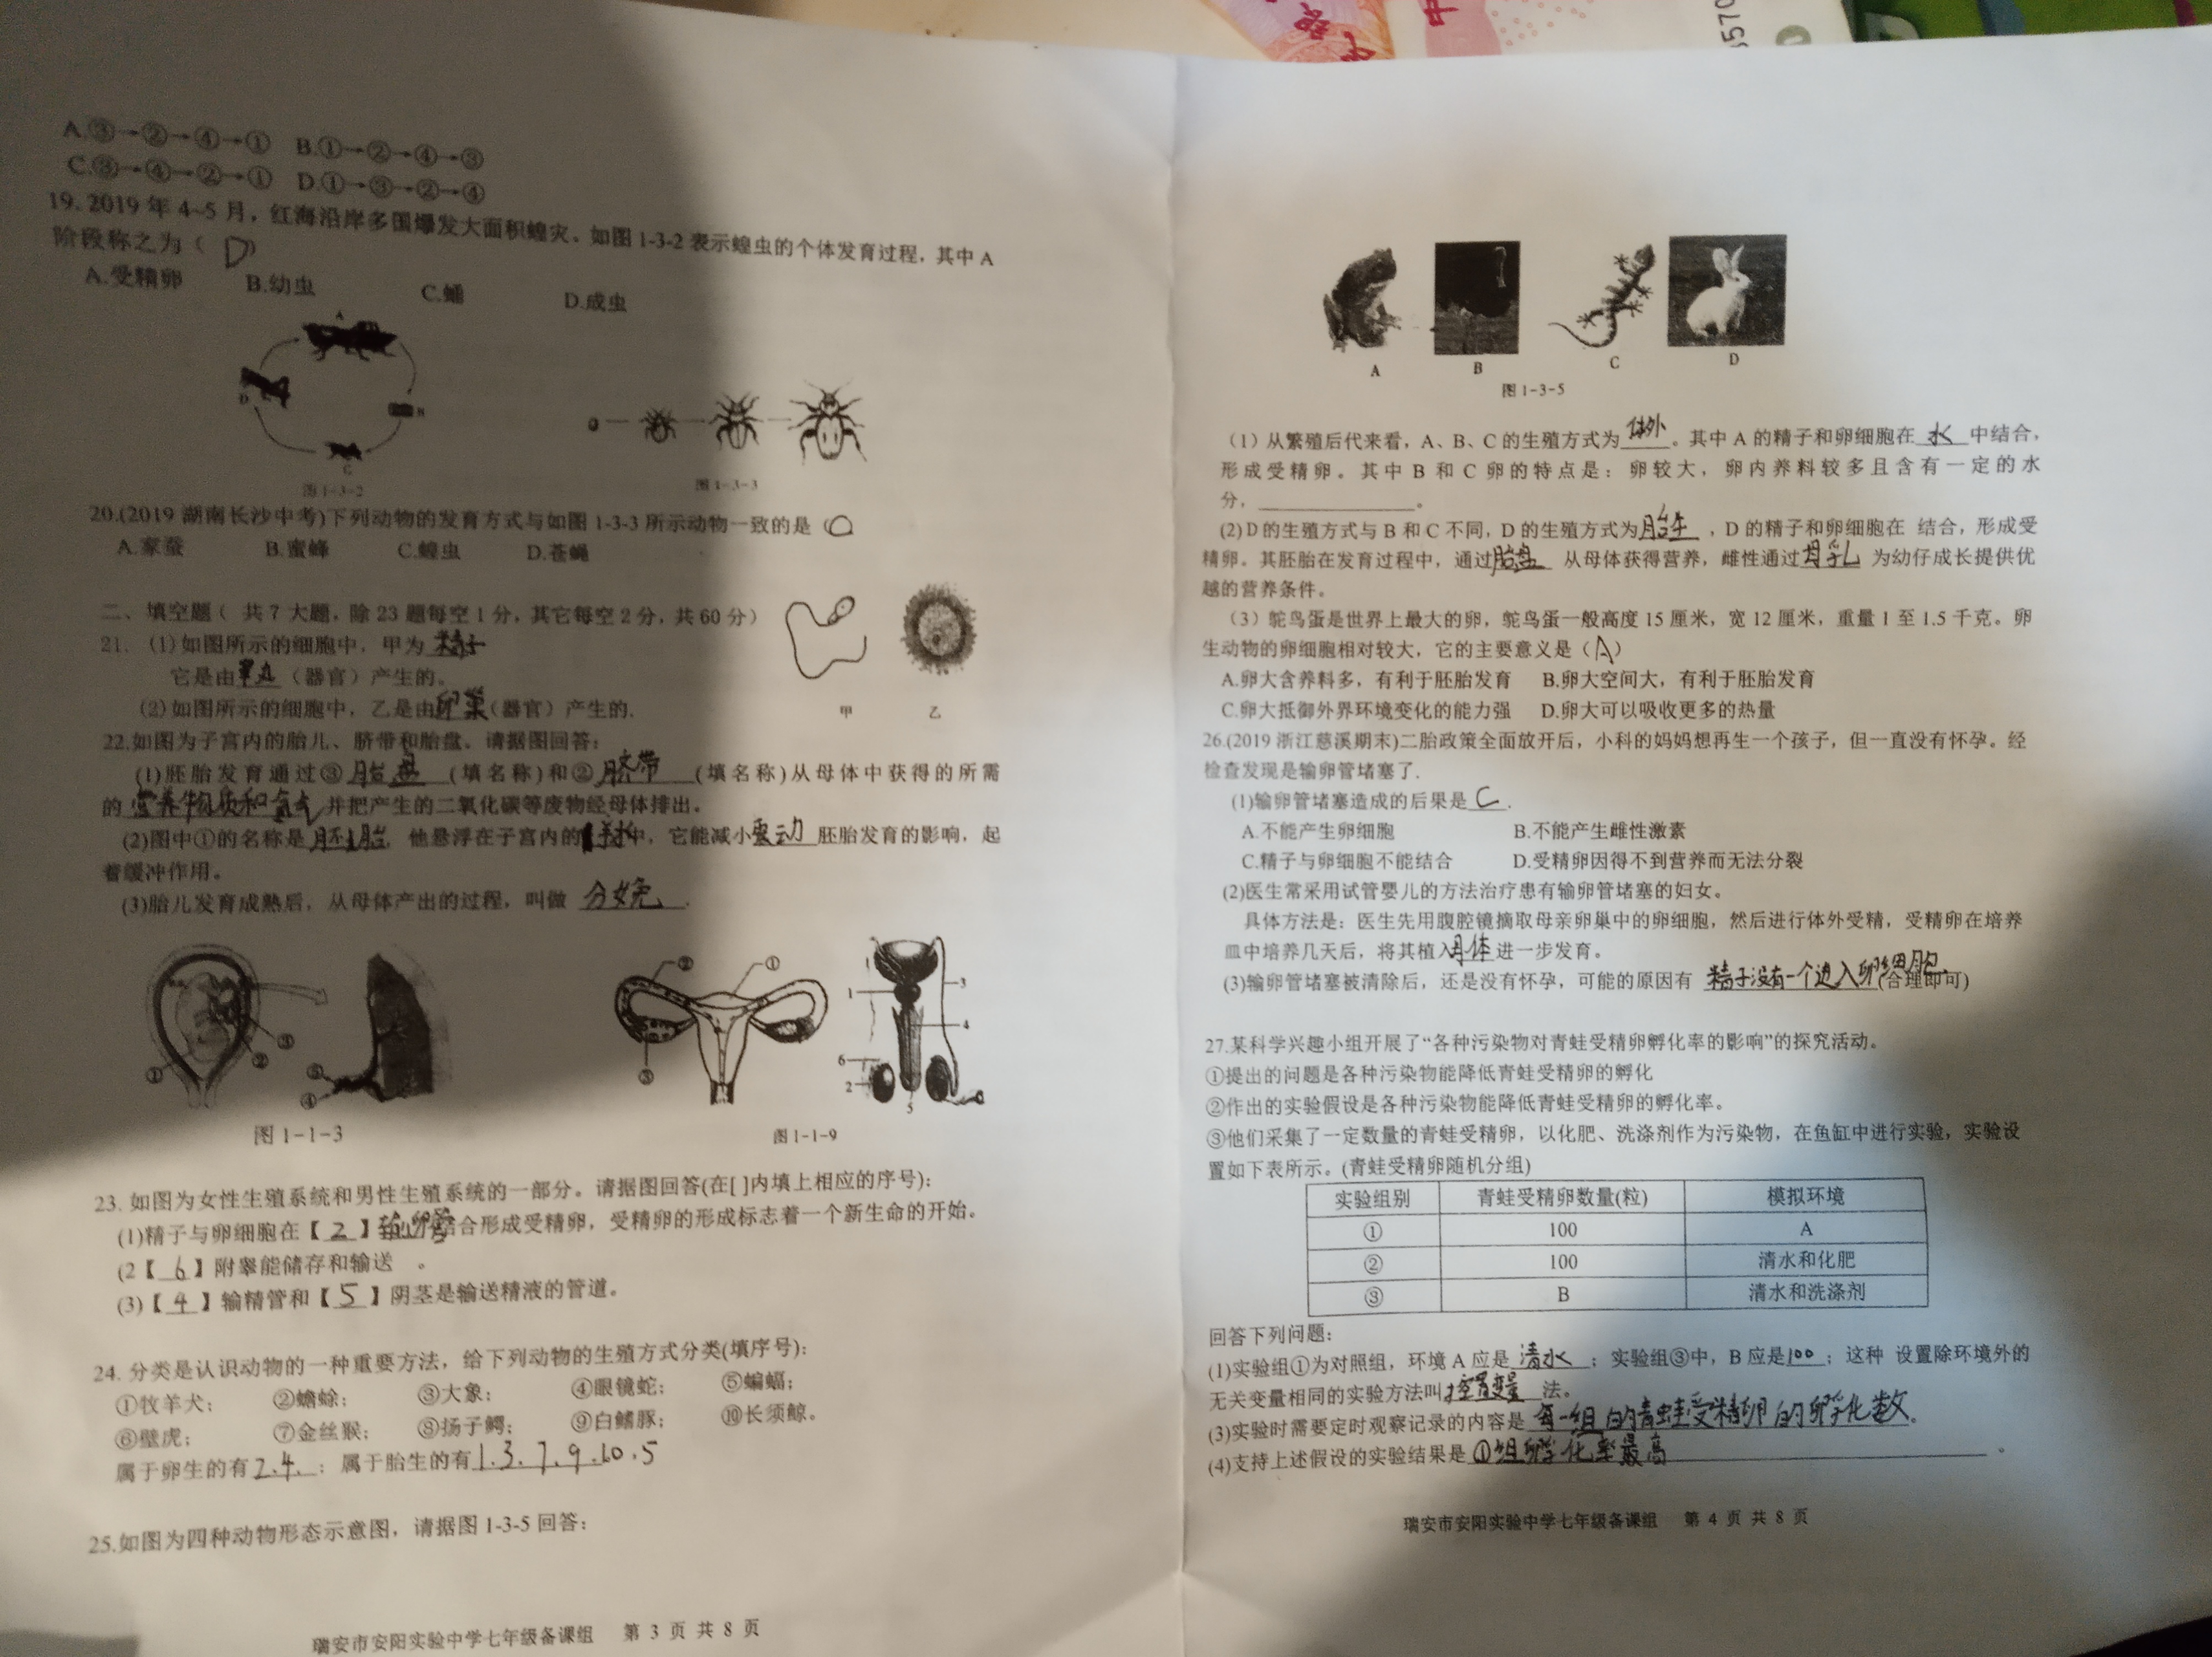 A.③→②→④→① B.①→②→④→③
C.③→④→②→① D.①→③→②→④
19. 2019 年 4~5 月，红海沿岸多国爆发大面积蝗灾。如图 1-3-2 表示蝗虫的个体发育过程，其中 A
阶段称之为（ D ）
A.受精卵 B.幼虫 C.蛹 D.成虫
A
D B
C
图 1-3-2 图 1-3-3
20.(2019 湖南长沙中考)下列动物的发育方式与如图 1-3-3 所示动物一致的是（
A.家蚕 B.蜜蜂 C.蝗虫 D.苍蝇
二、填空题（ 共 7 大题，除 23 题每空 1 分，其它每空 2 分，共 60 分）
21. (1)如图所示的细胞中，甲为 精子
它是由睾丸（器官）产生的。
(2)如图所示的细胞中，乙是由卵巢（器官）产生的.
甲 乙
22.如图为子宫内的胎儿、脐带和胎盘。请据图回答：
(1)胚胎发育通过③ 胎盘 (填名称)和② 脐带 (填名称)从母体中获得的所需
的 营养物质和氧气 并把产生的二氧化碳等废物经母体排出。
(2)图中①的名称是 胚胎 他悬浮在子宫内的羊水中，它能减小震动 胚胎发育的影响，起
着缓冲作用。
(3)胎儿发育成熟后，从母体产出的过程，叫做 分娩 .
① ② ③ ④ ⑤
② ① ③
1 3 4 6 2 5
图 1-1-3 图 1-1-9
23. 如图为女性生殖系统和男性生殖系统的一部分。请据图回答(在[ ]内填上相应的序号)：
(1)精子与卵细胞在【 2 】输卵管结合形成受精卵，受精卵的形成标志着一个新生命的开始。
(2【 6 】附睾能储存和输送 。
(3)【 4 】输精管和【 5 】阴茎是输送精液的管道。
24. 分类是认识动物的一种重要方法，给下列动物的生殖方式分类(填序号)：
①牧羊犬； ②蟾蜍； ③大象； ④眼镜蛇； ⑤蝙蝠；
⑥壁虎； ⑦金丝猴； ⑧扬子鳄； ⑨白鳍豚； ⑩长须鲸。
属于卵生的有2.4. ；属于胎生的有1.3.7.9.10.5
25.如图为四种动物形态示意图，请据图 1-3-5 回答：
瑞安市安阳实验中学七年级备课组 第 3 页 共 8 页
A B C D
图 1-3-5
（1）从繁殖后代来看，A、B、C 的生殖方式为体外。其中 A 的精子和卵细胞在 水 中结合，
形成受精卵。其中 B 和 C 卵的特点是：卵较大，卵内养料较多且含有一定的水
分，。
(2)D 的生殖方式与 B 和 C 不同，D 的生殖方式为胎生，D 的精子和卵细胞在 结合，形成受
精卵。其胚胎在发育过程中，通过胎盘 从母体获得营养，雌性通过母乳 为幼仔成长提供优
越的营养条件。
（3）鸵鸟蛋是世界上最大的卵，鸵鸟蛋一般高度 15 厘米，宽 12 厘米，重量 1 至 1.5 千克。卵
生动物的卵细胞相对较大，它的主要意义是（A）
A.卵大含养料多，有利于胚胎发育 B.卵大空间大，有利于胚胎发育
C.卵大抵御外界环境变化的能力强 D.卵大可以吸收更多的热量
26.(2019 浙江慈溪期末)二胎政策全面放开后，小科的妈妈想再生一个孩子，但一直没有怀孕。经
检查发现是输卵管堵塞了.
(1)输卵管堵塞造成的后果是 C .
A.不能产生卵细胞 B.不能产生雌性激素
C.精子与卵细胞不能结合 D.受精卵因得不到营养而无法分裂
(2)医生常采用试管婴儿的方法治疗患有输卵管堵塞的妇女。
具体方法是：医生先用腹腔镜摘取母亲卵巢中的卵细胞，然后进行体外受精，受精卵在培养
皿中培养几天后，将其植入母体 进一步发育。
(3)输卵管堵塞被清除后，还是没有怀孕，可能的原因有 精子没有一个进入卵细胞 (合理即可)
27.某科学兴趣小组开展了“各种污染物对青蛙受精卵孵化率的影响”的探究活动。
①提出的问题是各种污染物能降低青蛙受精卵的孵化
②作出的实验假设是各种污染物能降低青蛙受精卵的孵化率。
③他们采集了一定数量的青蛙受精卵，以化肥、洗涤剂作为污染物，在鱼缸中进行实验，实验设
置如下表所示。(青蛙受精卵随机分组)
实验组别 青蛙受精卵数量(粒) 模拟环境
① 100 A
② 100 清水和化肥
③ B 清水和洗涤剂
回答下列问题：
(1)实验组①为对照组，环境 A 应是 清水 ；实验组③中，B 应是100 ；这种 设置除环境外的
无关变量相同的实验方法叫控制变量 法。
(3)实验时需要定时观察记录的内容是 每一组的青蛙受精卵的孵化数.
(4)支持上述假设的实验结果是 ①组孵化率最高 。
瑞安市安阳实验中学七年级备课组 第 4 页 共 8 页